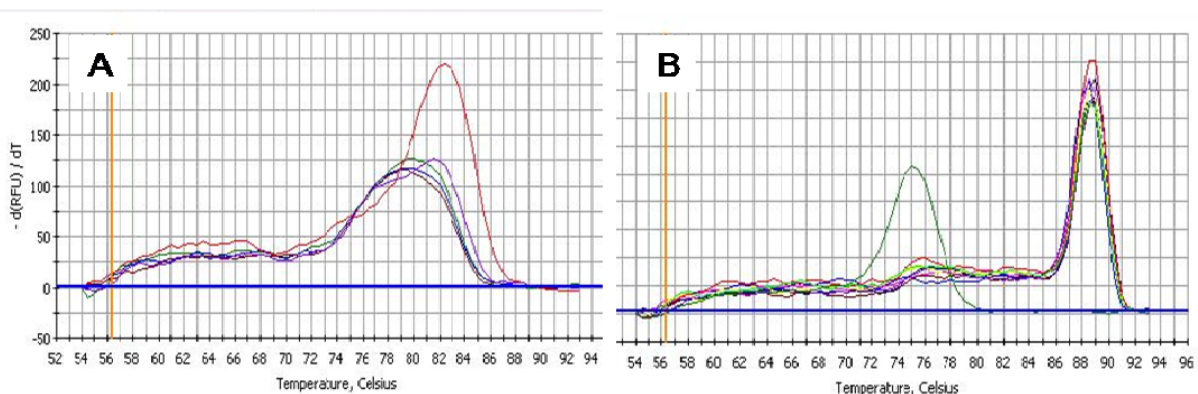 A
B
250
200
150
100
50
0
-50
- d(RFU) / dT
52 54 56 58 60 62 64 66 68 70 72 74 76 78 80 82 84 86 88 90 92 94
54 56 58 60 62 64 66 68 70 72 74 76 78 80 82 84 86 88 90 92 94 96
Temperature, Celsius
Temperature, Celsius